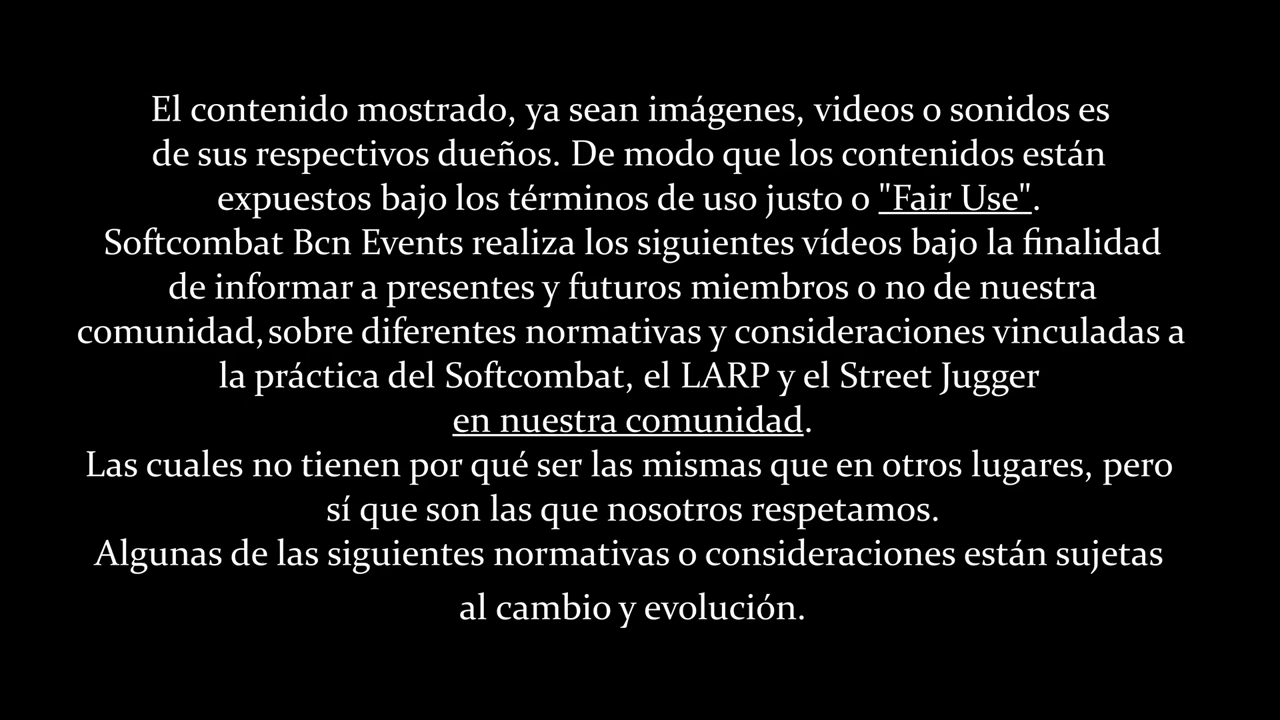 El contenido mostrado, ya sean imágenes, videos o sonidos es
de sus respectivos dueños. De modo que los contenidos están
expuestos bajo los términos de uso justo o "Fair Use".
Softcombat Bcn Events realiza los siguientes vídeos bajo la finalidad
de informar a presentes y futuros miembros o no de nuestra
comunidad, sobre diferentes normativas y consideraciones vinculadas a
la práctica del Softcombat, el LARP y el Street Jugger
en nuestra comunidad.
Las cuales no tienen por qué ser las mismas que en otros lugares, pero
sí que son las que nosotros respetamos.
Algunas de las siguientes normativas o consideraciones están sujetas
al cambio y evolución.